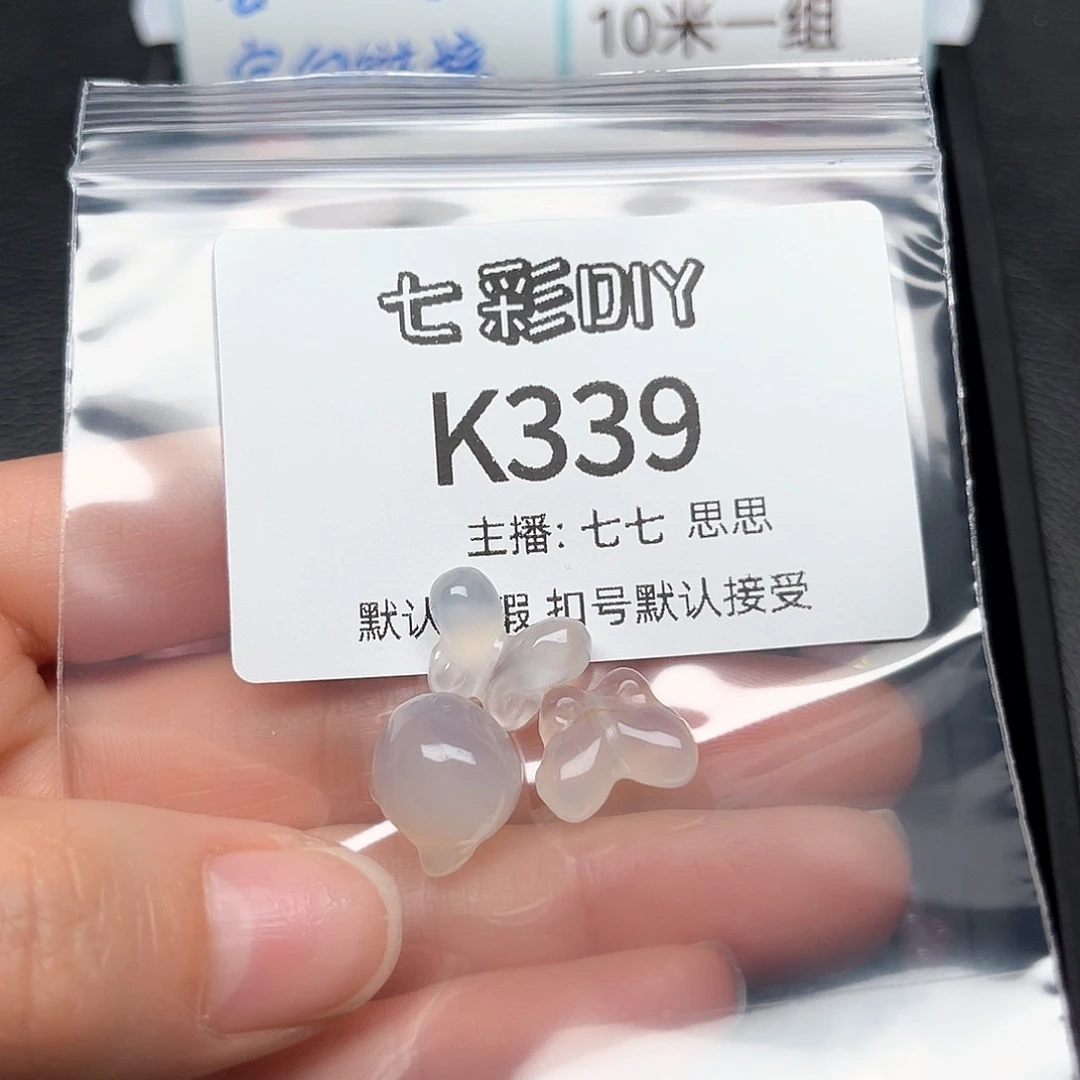 10米一组
七彩DIY
K339
主播: 七七 思思
默认 瑕 扣号默认接受